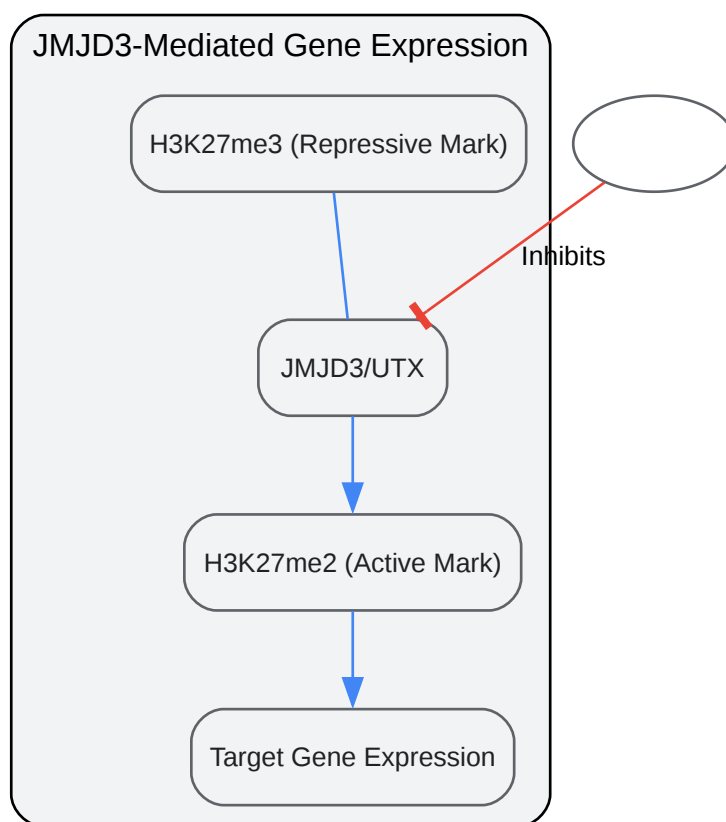 JMJD3-Mediated Gene Expression
H3K27me3 (Repressive Mark)
Inhibits
JMJD3/UTX
H3K27me2 (Active Mark)
Target Gene Expression